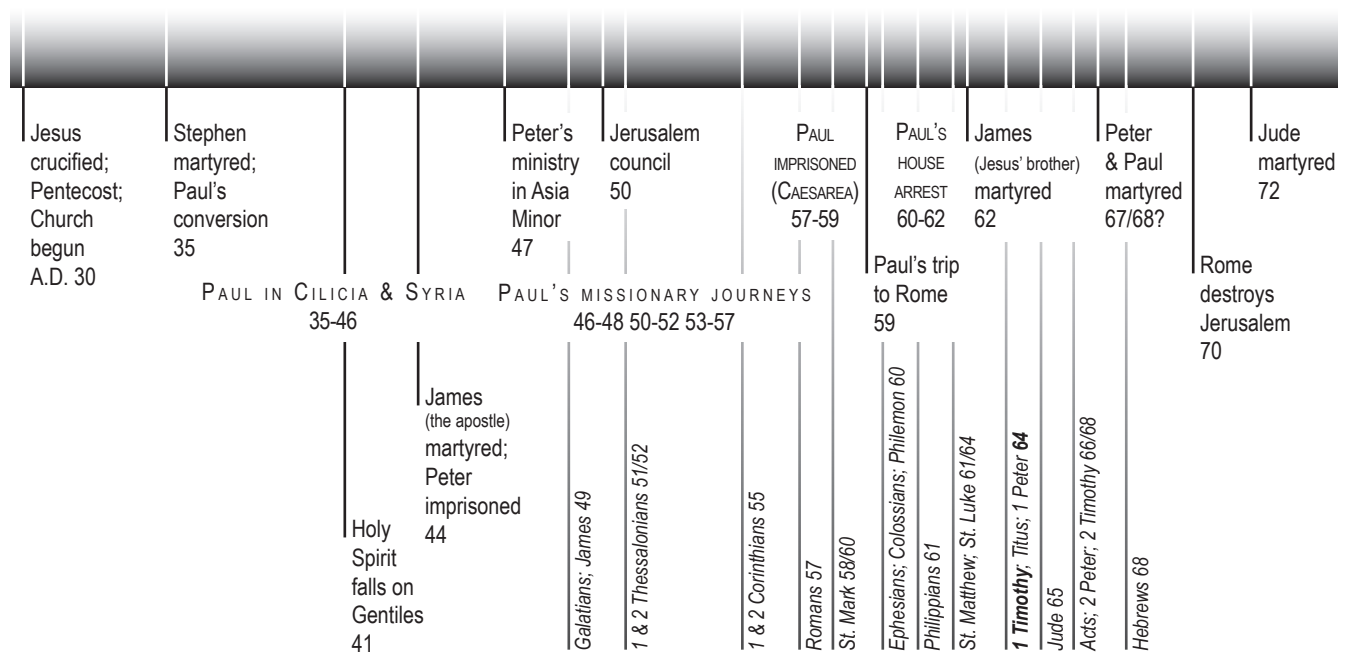 Jesus
crucified;
Pentecost;
Church
begun
A.D. 30
Stephen
martyred;
Paul's
conversion
35
Peter's
ministry
in Asia
Minor
47
Jerusalem
council
50
Paul
imprisoned
(Caesarea)
57-59
Paul's
house
arrest
60-62
James
(Jesus' brother)
martyred
62
Peter
& Paul
martyred
67/68?
Jude
martyred
72
Paul's trip
to Rome
59
Rome
destroys
Jerusalem
70
Paul in Cilicia & Syria
35-46
Paul's missionary journeys
46-48 50-52 53-57
James
(the apostle)
martyred;
Peter
imprisoned
44
Holy
Spirit
falls on
Gentiles
41
Galatians; James 49
1 & 2 Thessalonians 51/52
1 & 2 Corinthians 55
Romans 57
St. Mark 58/60
Ephesians; Colossians; Philemon 60
Philippians 61
St. Matthew; St. Luke 61/64
1 Timothy; Titus; 1 Peter 64
Jude 65
Acts; 2 Peter; 2 Timothy 66/68
Hebrews 68